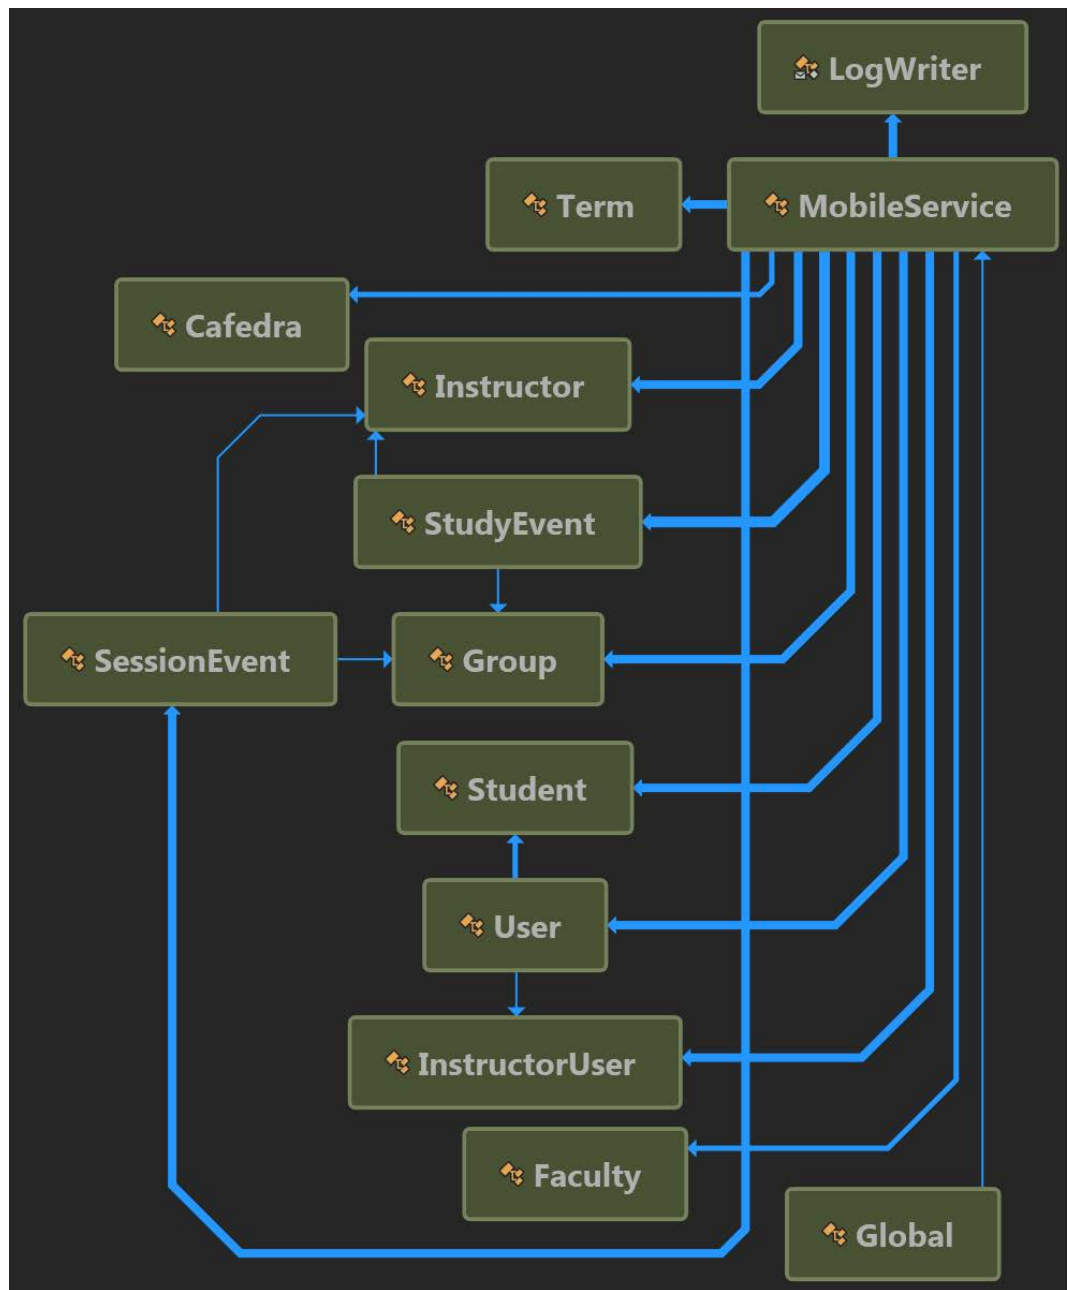 LogWriter
Term
MobileService
Cafedra
Instructor
StudyEvent
SessionEvent
Group
Student
User
InstructorUser
Faculty
Global